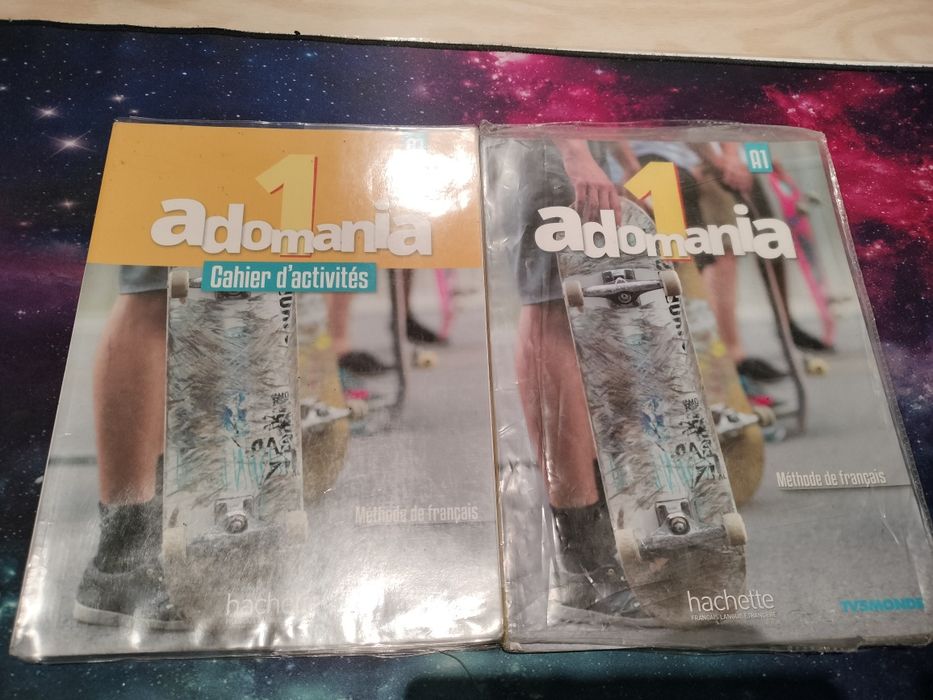 A1
1
adomania
Cahier d'activités
Méthode de français
hachette
A1
1
adomania
Méthode de français
hachette
FRANÇAIS LANGUE ÉTRANGÈRE
TV5MONDE